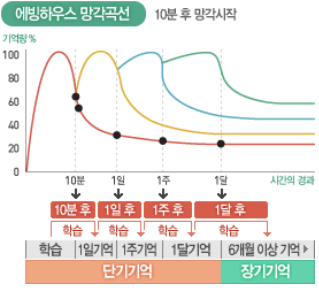 에빙하우스 망각곡선 10분 후 망각시작
기억량 %
100
80
60
40
20
0
10분 1일 1주 1달 시간의 경과
10분 후 1일 후 1주 후 1달 후
학습 학습 학습 학습
학습 1일기억 1주기억 1달기억 6개월 이상 기억
단기기억 장기기억